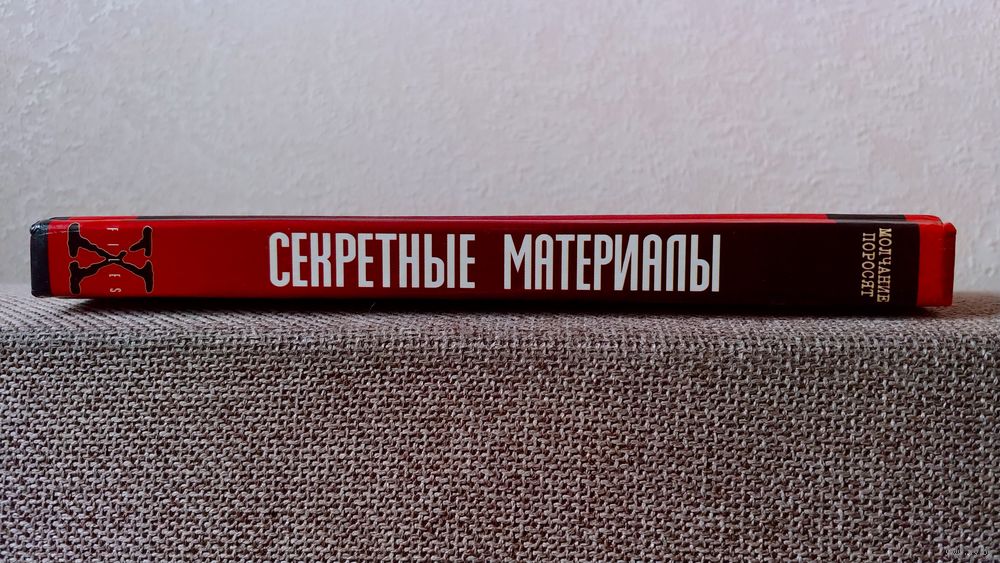 X
FILES
СЕКРЕТНЫЕ МАТЕРИАЛЫ
МОЛЧАНИЕ
ПОРОСЯТ